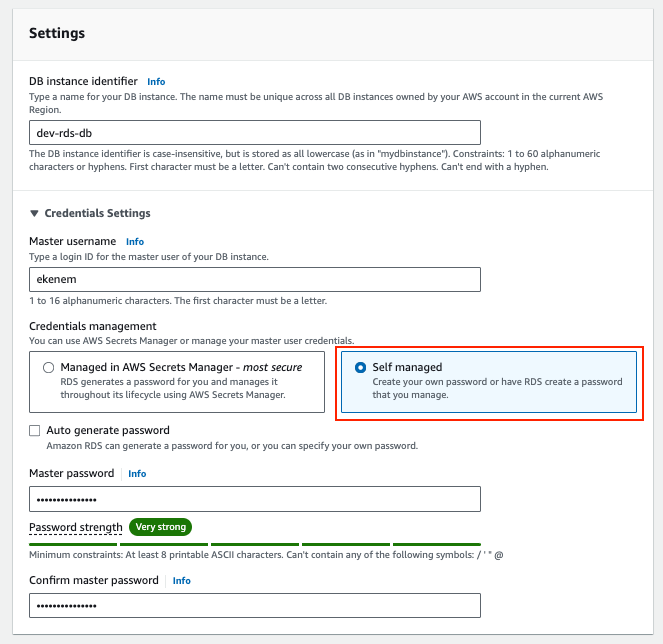 Settings
DB instance identifier Info
Type a name for your DB instance. The name must be unique across all DB instances owned by your AWS account in the current AWS
Region.
dev-rds-db
The DB instance identifier is case-insensitive, but is stored as all lowercase (as in "mydbinstance"). Constraints: 1 to 60 alphanumeric
characters or hyphens. First character must be a letter. Can't contain two consecutive hyphens. Can't end with a hyphen.
▼ Credentials Settings
Master username Info
Type a login ID for the master user of your DB instance.
ekenem
1 to 16 alphanumeric characters. The first character must be a letter.
Credentials management
You can use AWS Secrets Manager or manage your master user credentials.
Managed in AWS Secrets Manager - most secure
RDS generates a password for you and manages it
throughout its lifecycle using AWS Secrets Manager.
Self managed
Create your own password or have RDS create a password
that you manage.
Auto generate password
Amazon RDS can generate a password for you, or you can specify your own password.
Master password Info
••••••••••••••
Password strength Very strong
Minimum constraints: At least 8 printable ASCII characters. Can't contain any of the following symbols: / ' " @
Confirm master password Info
••••••••••••••